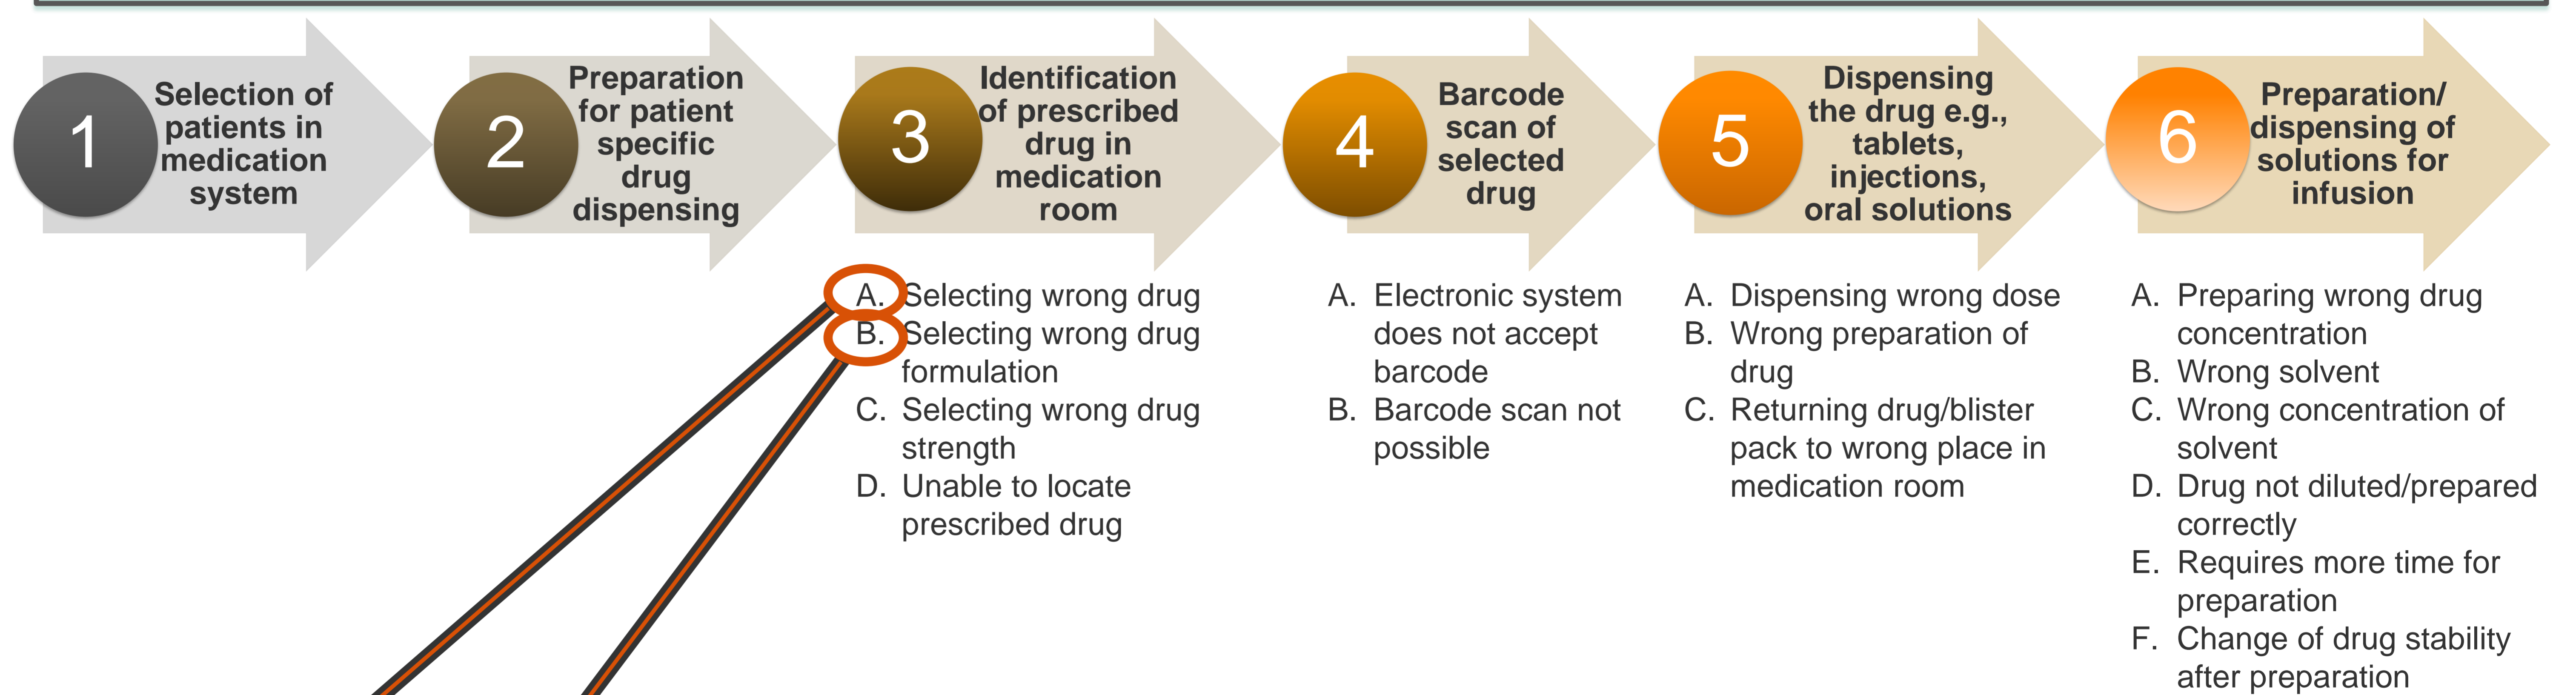 1
Selection of
patients in
medication
system
2
Preparation
for patient
specific
drug
dispensing
3
Identification
of prescribed
drug in
medication
room
4
Barcode
scan of
selected
drug
5
Dispensing
the drug e.g.,
tablets,
injections,
oral solutions
6
Preparation/
dispensing of
solutions for
infusion
A. Selecting wrong drug
B. Selecting wrong drug
formulation
C. Selecting wrong drug
strength
D. Unable to locate
prescribed drug
A. Electronic system
does not accept
barcode
B. Barcode scan not
possible
A. Dispensing wrong dose
B. Wrong preparation of
drug
C. Returning drug/blister
pack to wrong place in
medication room
A. Preparing wrong drug
concentration
B. Wrong solvent
C. Wrong concentration of
solvent
D. Drug not diluted/prepared
correctly
E. Requires more time for
preparation
F. Change of drug stability
after preparation